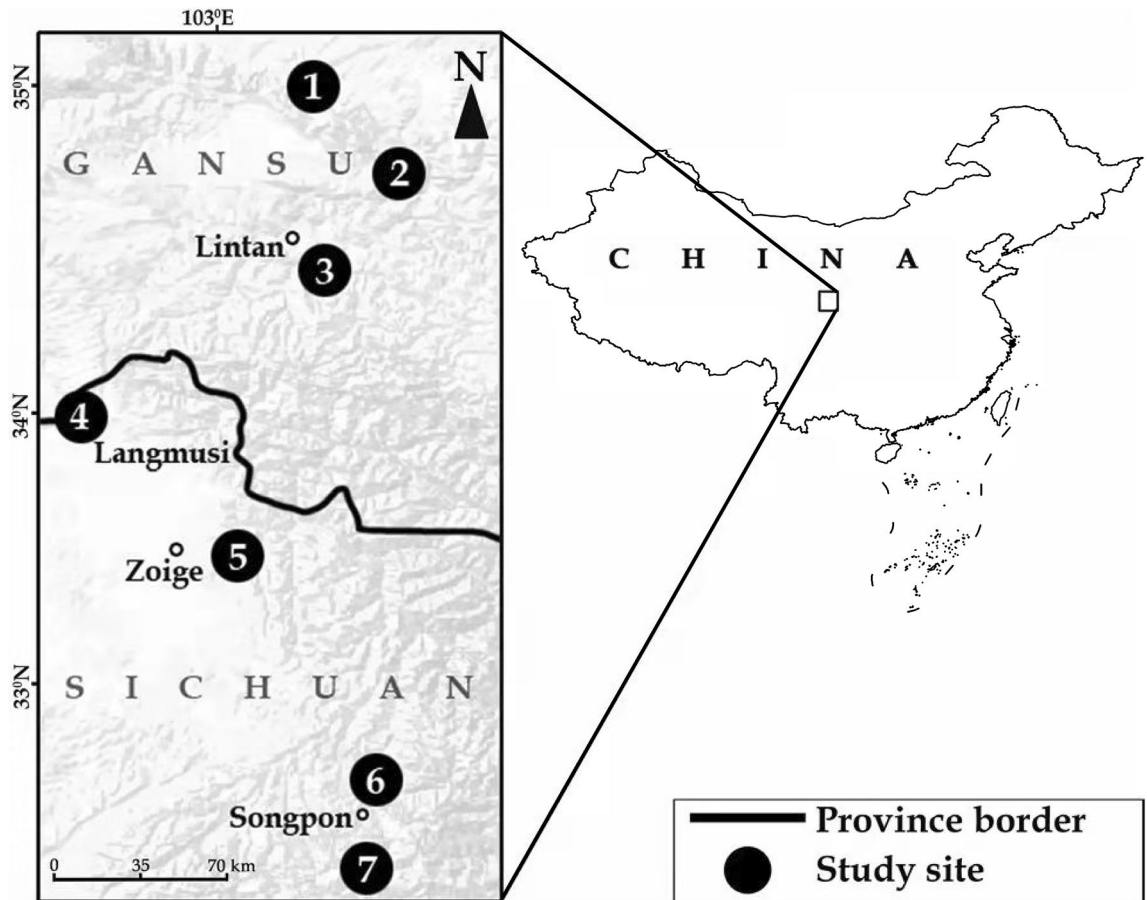 103⁰E
N
35⁰N
1
G A N S U
2
Lintan
3
C H I N A
34⁰N
4
Langmusi
5
Zoige
33⁰N
S I C H U A N
6
Songpon
7
0 35 70 km
Province border
Study site